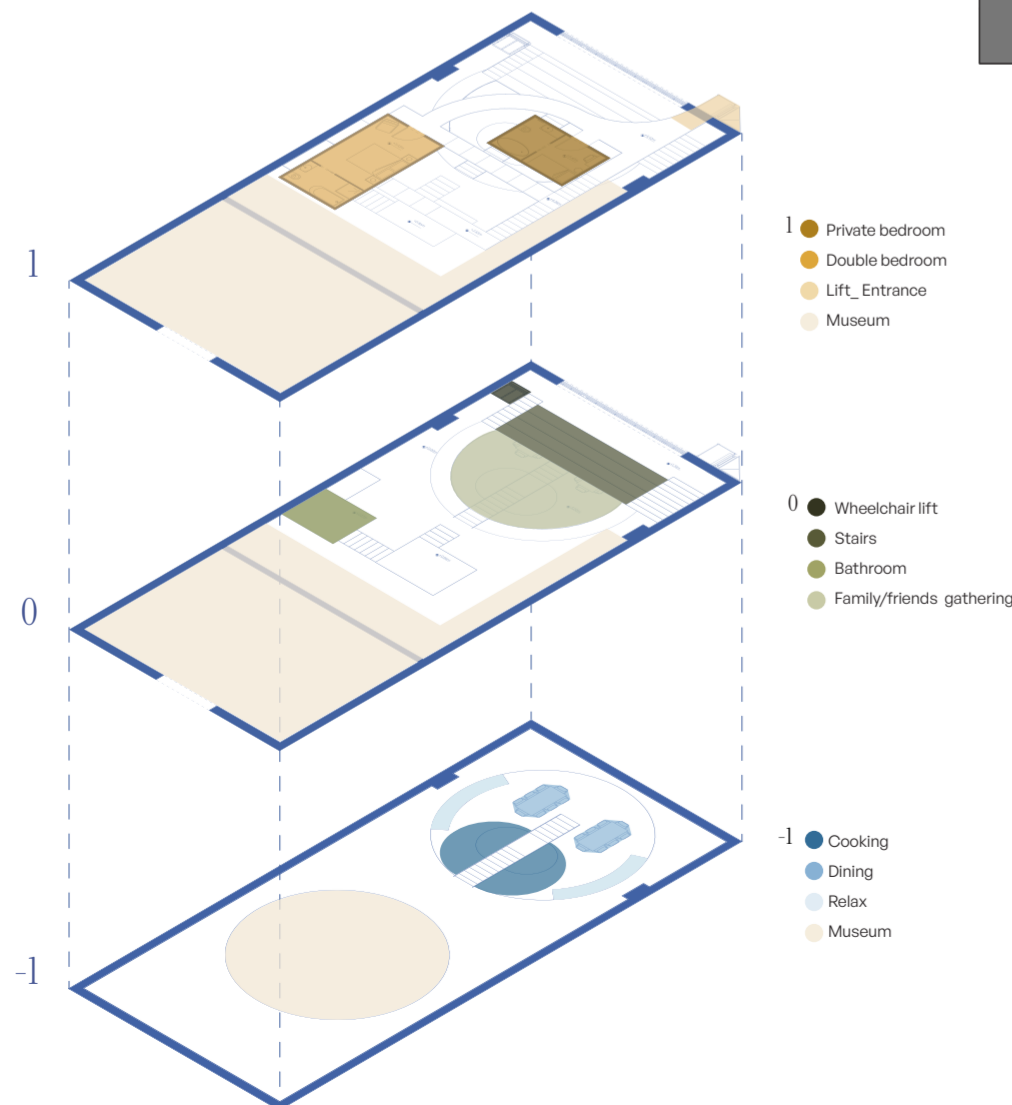 1
1
Private bedroom
Double bedroom
Lift_ Entrance
Museum
0
0
Wheelchair lift
Stairs
Bathroom
Family/friends gathering
-1
-1
Cooking
Dining
Relax
Museum